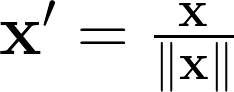 x′ = x / ‖x‖